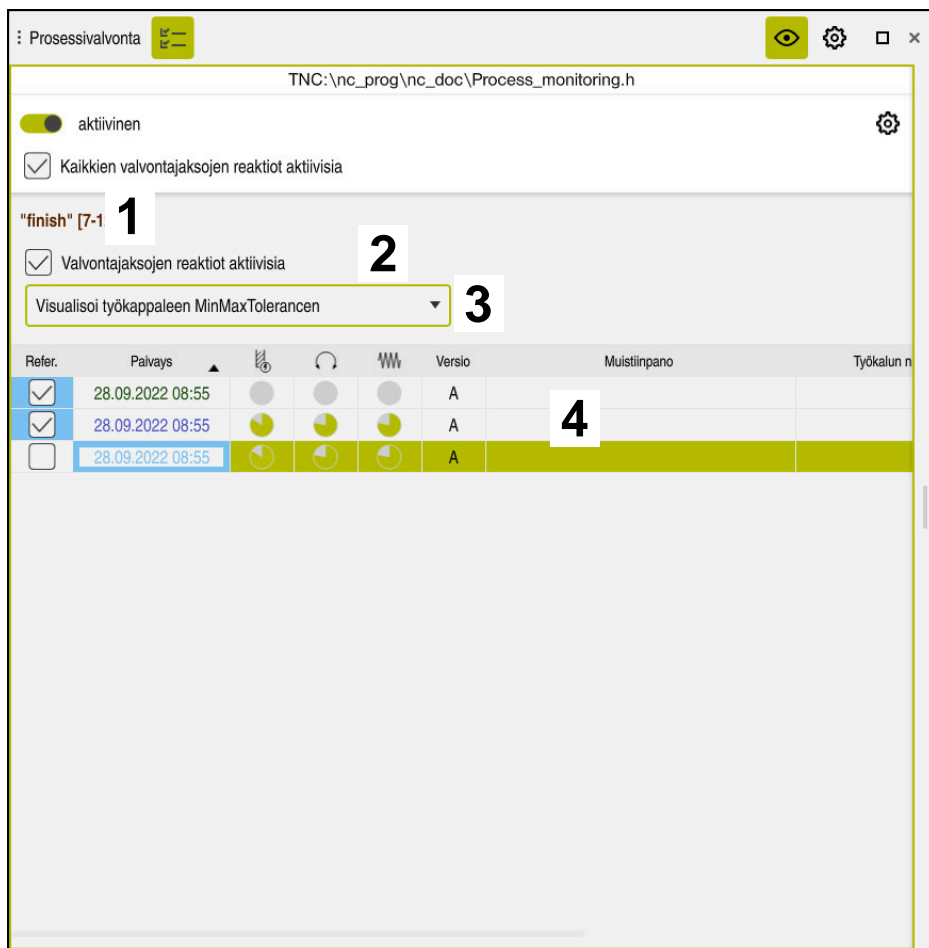 Prosessivalvonta
TNC:\nc_prog\nc_doc\Process_monitoring.h
aktiivinen
Kaikkien valvontajaksojen reaktiot aktiivisia
"finish" [7-1
1
Valvontajaksojen reaktiot aktiivisia
2
Visualisoi työkappaleen MinMaxTolerancen
3
Refer. Paivays Versio Muistiinpano Työkalun n
28.09.2022 08:55 A
28.09.2022 08:55 A
4
28.09.2022 08:55 A